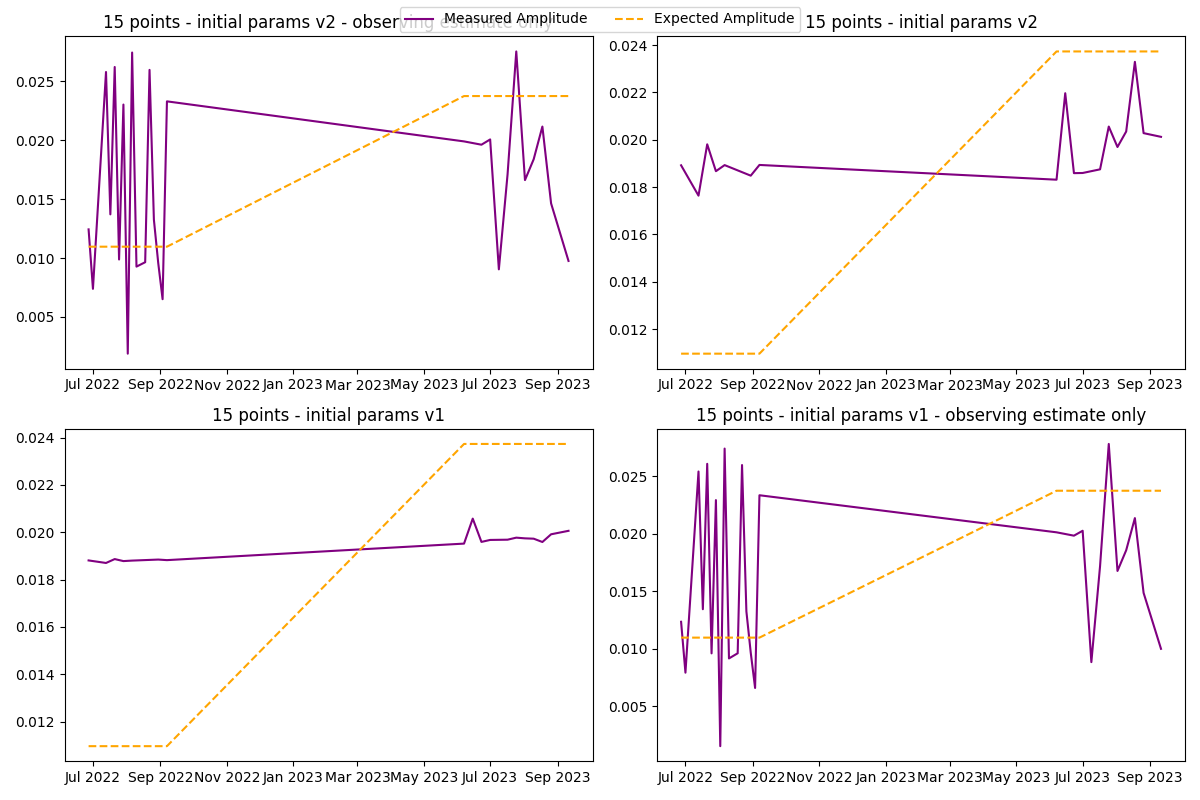 15 points - initial params v2 - observing estimate only
Measured Amplitude
Expected Amplitude
15 points - initial params v2
0.025
0.020
0.015
0.010
0.005
Jul 2022 Sep 2022 Nov 2022 Jan 2023 Mar 2023 May 2023 Jul 2023 Sep 2023
0.024
0.022
0.020
0.018
0.016
0.014
0.012
Jul 2022 Sep 2022 Nov 2022 Jan 2023 Mar 2023 May 2023 Jul 2023 Sep 2023
15 points - initial params v1
0.024
0.022
0.020
0.018
0.016
0.014
0.012
Jul 2022 Sep 2022 Nov 2022 Jan 2023 Mar 2023 May 2023 Jul 2023 Sep 2023
15 points - initial params v1 - observing estimate only
0.025
0.020
0.015
0.010
0.005
Jul 2022 Sep 2022 Nov 2022 Jan 2023 Mar 2023 May 2023 Jul 2023 Sep 2023